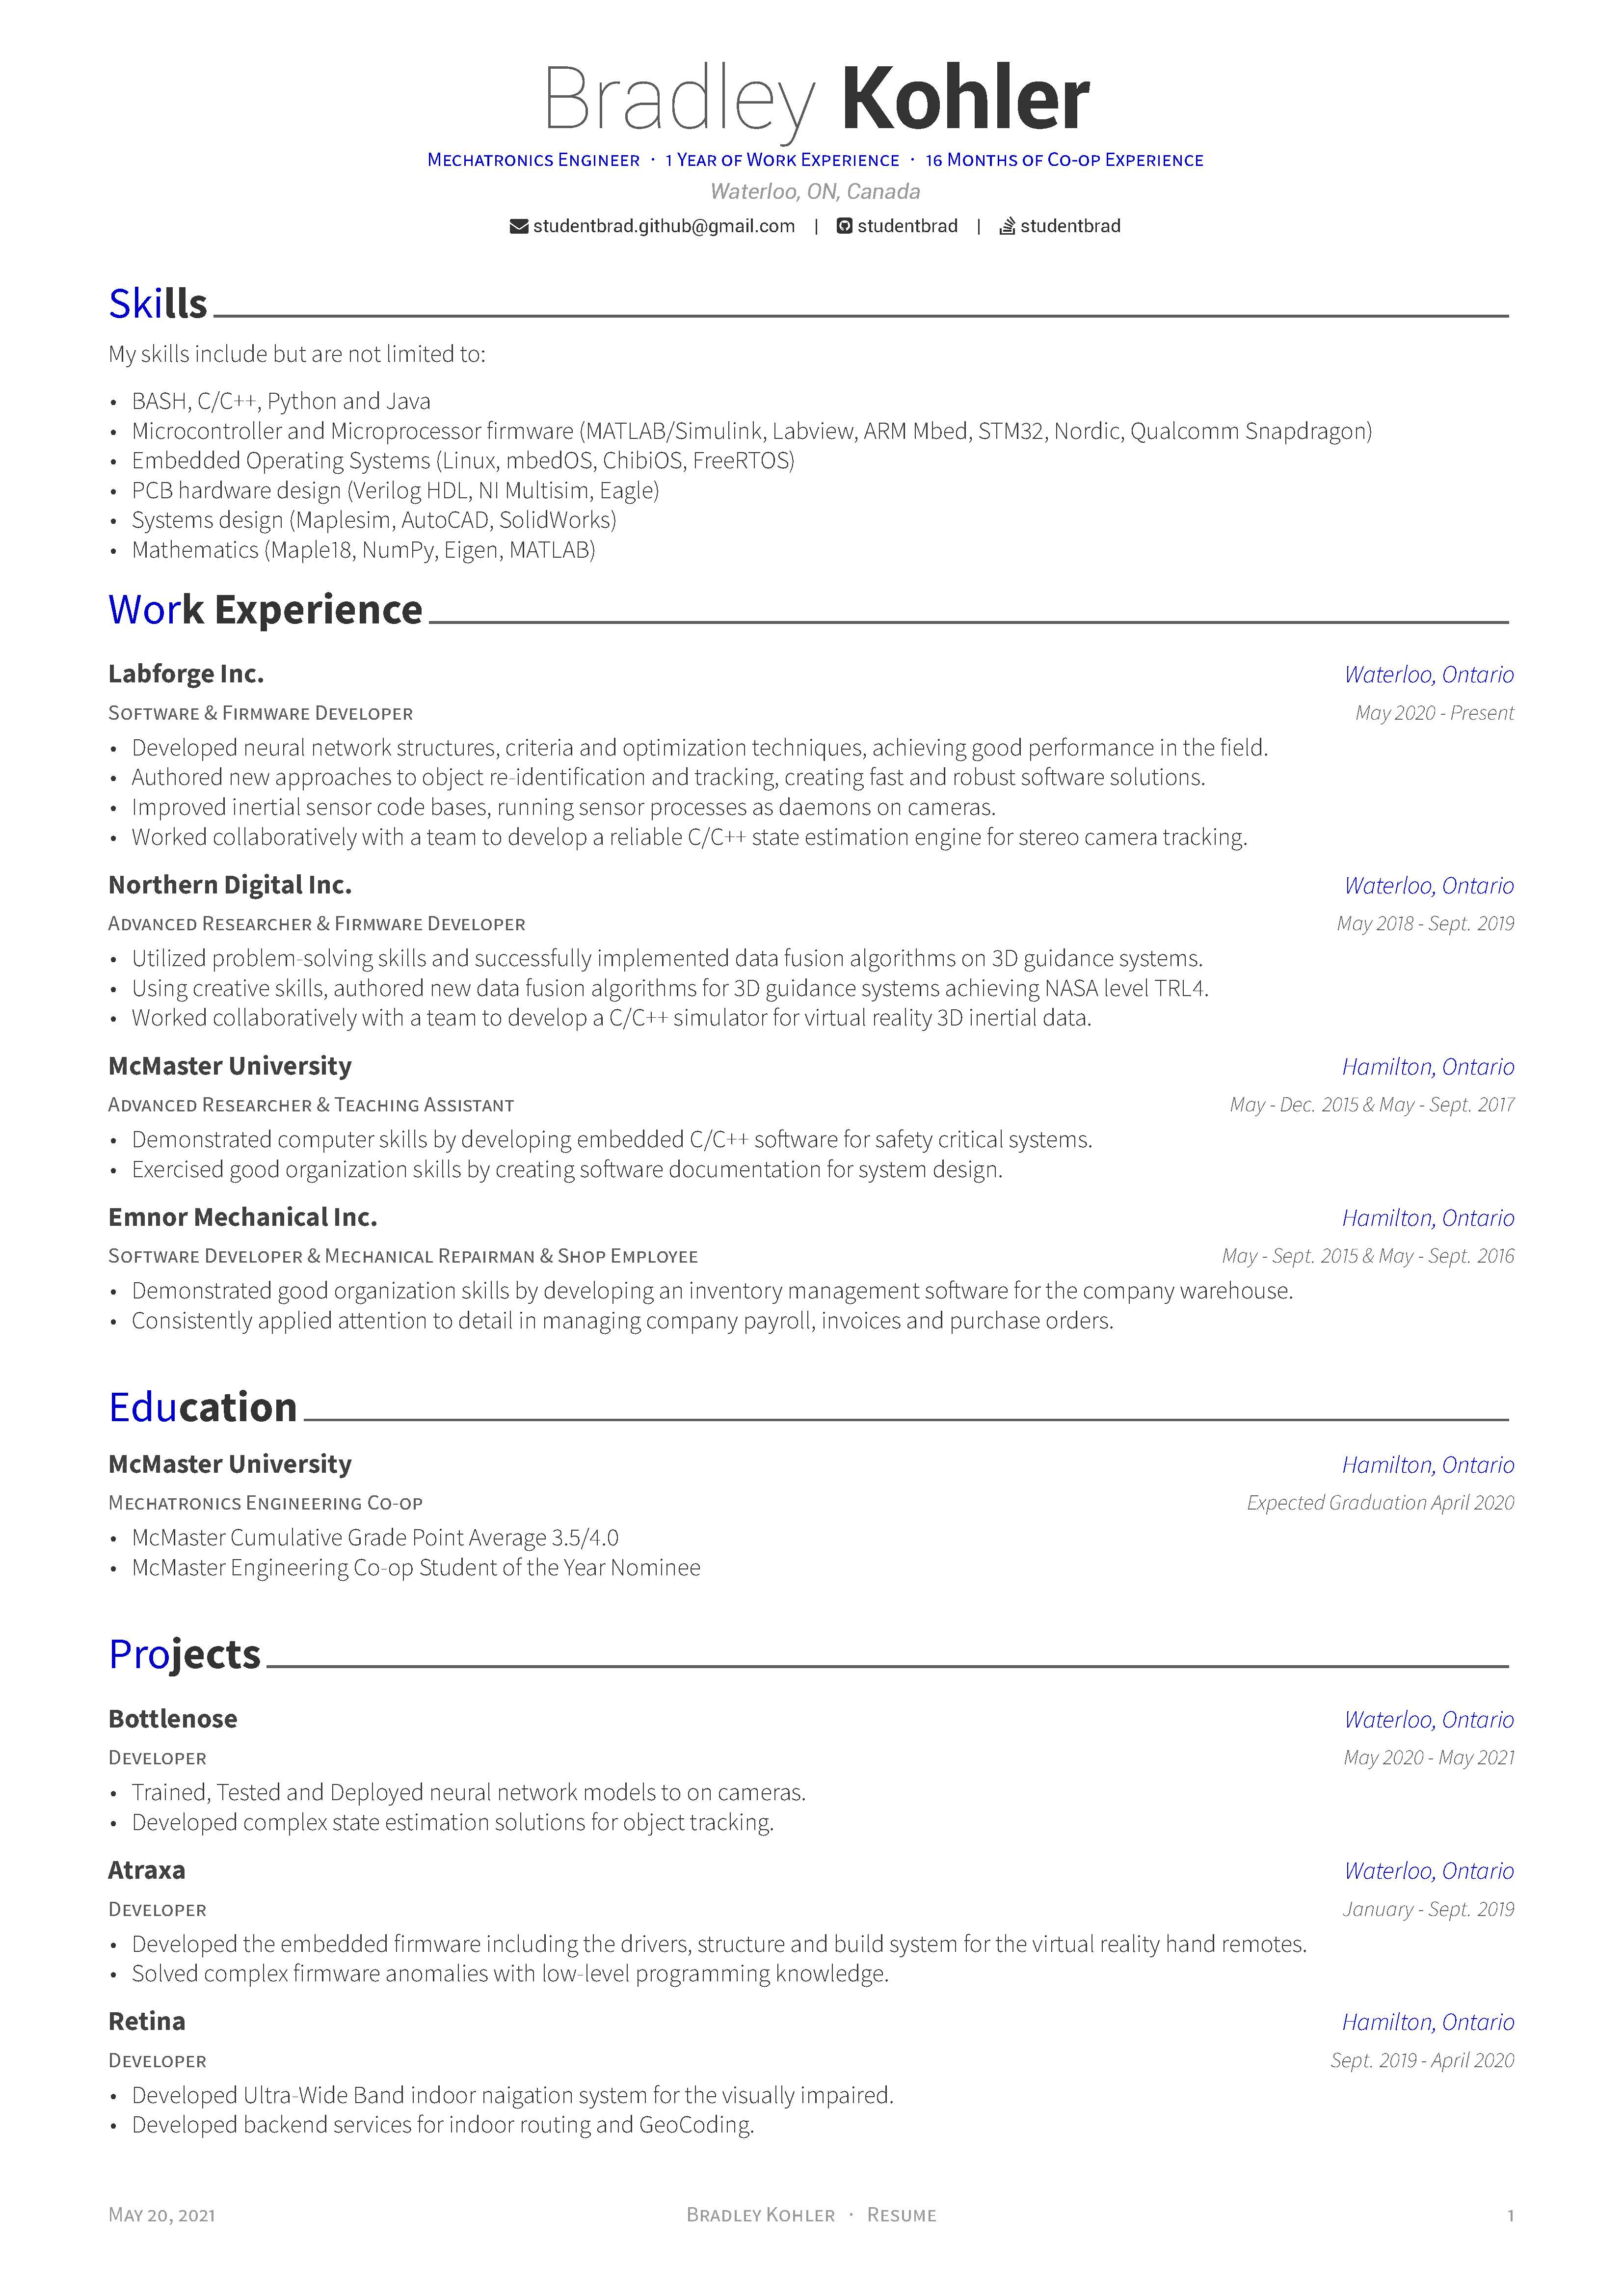 Bradley Kohler
Mechatronics Engineer · 1 Year of Work Experience · 16 Months of Co-op Experience
Waterloo, ON, Canada
studentbrad.github@gmail.com | studentbrad | studentbrad
Skills
My skills include but are not limited to:
• BASH, C/C++, Python and Java
• Microcontroller and Microprocessor firmware (MATLAB/Simulink, Labview, ARM Mbed, STM32, Nordic, Qualcomm Snapdragon)
• Embedded Operating Systems (Linux, mbedOS, ChibiOS, FreeRTOS)
• PCB hardware design (Verilog HDL, NI Multisim, Eagle)
• Systems design (Maplesim, AutoCAD, SolidWorks)
• Mathematics (Maple18, NumPy, Eigen, MATLAB)
Work Experience
Labforge Inc. Waterloo, Ontario
Software & Firmware Developer May 2020 - Present
• Developed neural network structures, criteria and optimization techniques, achieving good performance in the field.
• Authored new approaches to object re-identification and tracking, creating fast and robust software solutions.
• Improved inertial sensor code bases, running sensor processes as daemons on cameras.
• Worked collaboratively with a team to develop a reliable C/C++ state estimation engine for stereo camera tracking.
Northern Digital Inc. Waterloo, Ontario
Advanced Researcher & Firmware Developer May 2018 - Sept. 2019
• Utilized problem-solving skills and successfully implemented data fusion algorithms on 3D guidance systems.
• Using creative skills, authored new data fusion algorithms for 3D guidance systems achieving NASA level TRL4.
• Worked collaboratively with a team to develop a C/C++ simulator for virtual reality 3D inertial data.
McMaster University Hamilton, Ontario
Advanced Researcher & Teaching Assistant May - Dec. 2015 & May - Sept. 2017
• Demonstrated computer skills by developing embedded C/C++ software for safety critical systems.
• Exercised good organization skills by creating software documentation for system design.
Emnor Mechanical Inc. Hamilton, Ontario
Software Developer & Mechanical Repairman & Shop Employee May - Sept. 2015 & May - Sept. 2016
• Demonstrated good organization skills by developing an inventory management software for the company warehouse.
• Consistently applied attention to detail in managing company payroll, invoices and purchase orders.
Education
McMaster University Hamilton, Ontario
Mechatronics Engineering Co-op Expected Graduation April 2020
• McMaster Cumulative Grade Point Average 3.5/4.0
• McMaster Engineering Co-op Student of the Year Nominee
Projects
Bottlenose Waterloo, Ontario
Developer May 2020 - May 2021
• Trained, Tested and Deployed neural network models to on cameras.
• Developed complex state estimation solutions for object tracking.
Atraxa Waterloo, Ontario
Developer January - Sept. 2019
• Developed the embedded firmware including the drivers, structure and build system for the virtual reality hand remotes.
• Solved complex firmware anomalies with low-level programming knowledge.
Retina Hamilton, Ontario
Developer Sept. 2019 - April 2020
• Developed Ultra-Wide Band indoor naigation system for the visually impaired.
• Developed backend services for indoor routing and GeoCoding.
May 20, 2021 Bradley Kohler · Resume 1